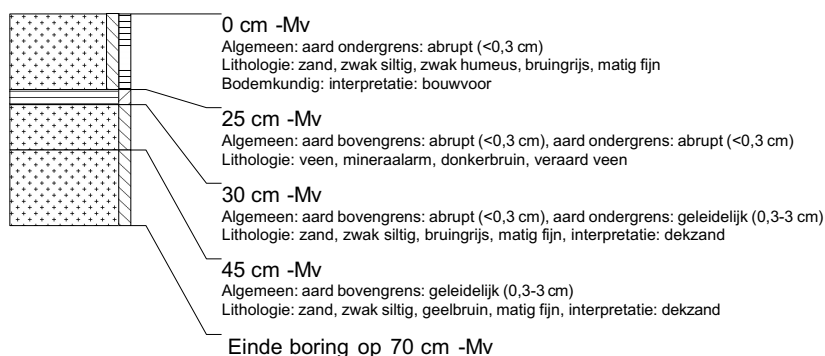 0 cm -Mv
Algemeen: aard ondergrens: abrupt (<0,3 cm)
Lithologie: zand, zwak siltig, zwak humeus, bruingrijs, matig fijn
Bodemkundig: interpretatie: bouwvoor
25 cm -Mv
Algemeen: aard bovengrens: abrupt (<0,3 cm), aard ondergrens: abrupt (<0,3 cm)
Lithologie: veen, mineraalarm, donkerbruin, veraard veen
30 cm -Mv
Algemeen: aard bovengrens: abrupt (<0,3 cm), aard ondergrens: geleidelijk (0,3-3 cm)
Lithologie: zand, zwak siltig, bruingrijs, matig fijn, interpretatie: dekzand
45 cm -Mv
Algemeen: aard bovengrens: geleidelijk (0,3-3 cm)
Lithologie: zand, zwak siltig, geelbruin, matig fijn, interpretatie: dekzand
Einde boring op 70 cm -Mv